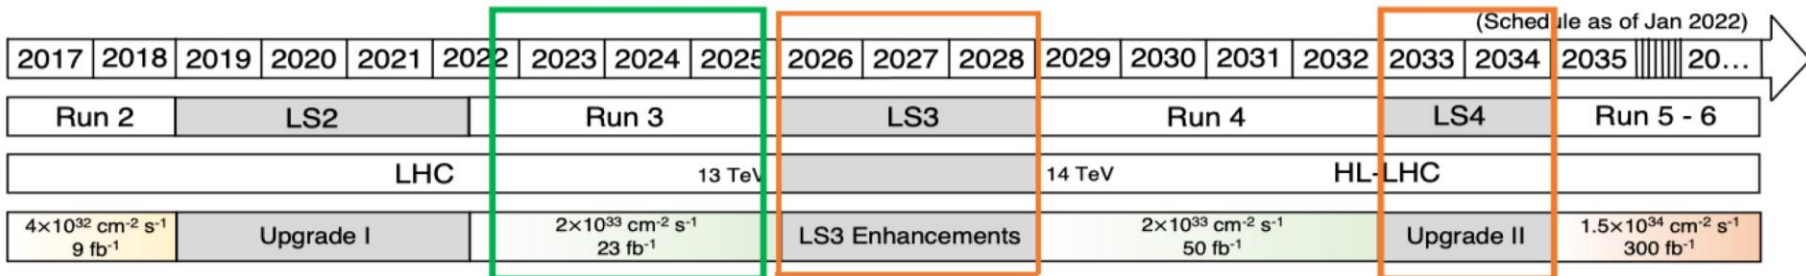 (Schedule as of Jan 2022)
2017 2018 2019 2020 2021 2022 2023 2024 2025 2026 2027 2028 2029 2030 2031 2032 2033 2034 2035 20...
Run 2 LS2 Run 3 LS3 Run 4 LS4 Run 5 - 6
LHC 13 TeV 14 TeV HL-LHC
4×10³² cm⁻² s⁻¹ 2×10³³ cm⁻² s⁻¹ 2×10³³ cm⁻² s⁻¹ 1.5×10³⁴ cm⁻² s⁻¹
Upgrade I LS3 Enhancements Upgrade II
9 fb⁻¹ 23 fb⁻¹ 50 fb⁻¹ 300 fb⁻¹